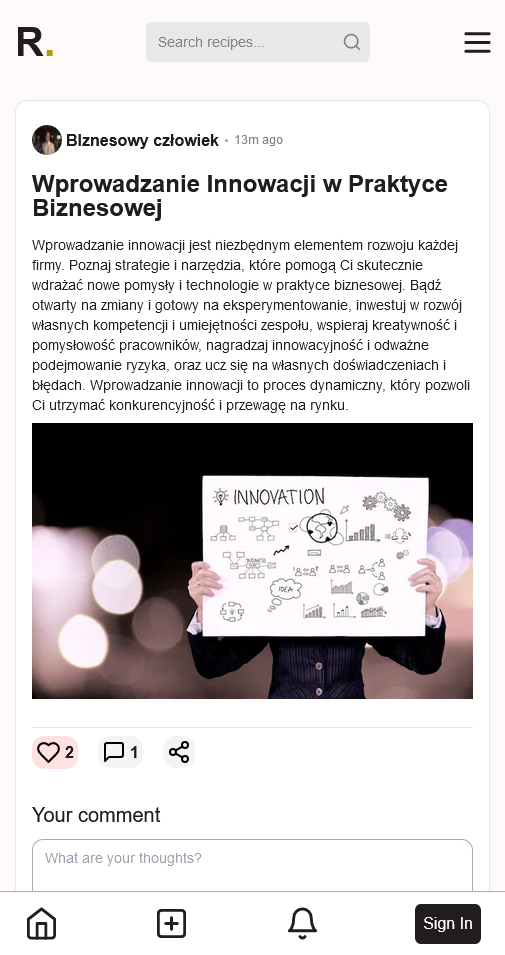 R.
Search recipes...
BIznesowy człowiek · 13m ago
Wprowadzanie Innowacji w Praktyce
Biznesowej
Wprowadzanie innowacji jest niezbędnym elementem rozwoju każdej
firmy. Poznaj strategie i narzędzia, które pomogą Ci skutecznie
wdrażać nowe pomysły i technologie w praktyce biznesowej. Bądź
otwarty na zmiany i gotowy na eksperymentowanie, inwestuj w rozwój
własnych kompetencji i umiejętności zespołu, wspieraj kreatywność i
pomysłowość pracowników, nagradzaj innowacyjność i odważne
podejmowanie ryzyka, oraz ucz się na własnych doświadczeniach i
błędach. Wprowadzanie innowacji to proces dynamiczny, który pozwoli
Ci utrzymać konkurencyjność i przewagę na rynku.
INNOVATION
BUSINESS
IDEA
2
1
Your comment
What are your thoughts?
Sign In